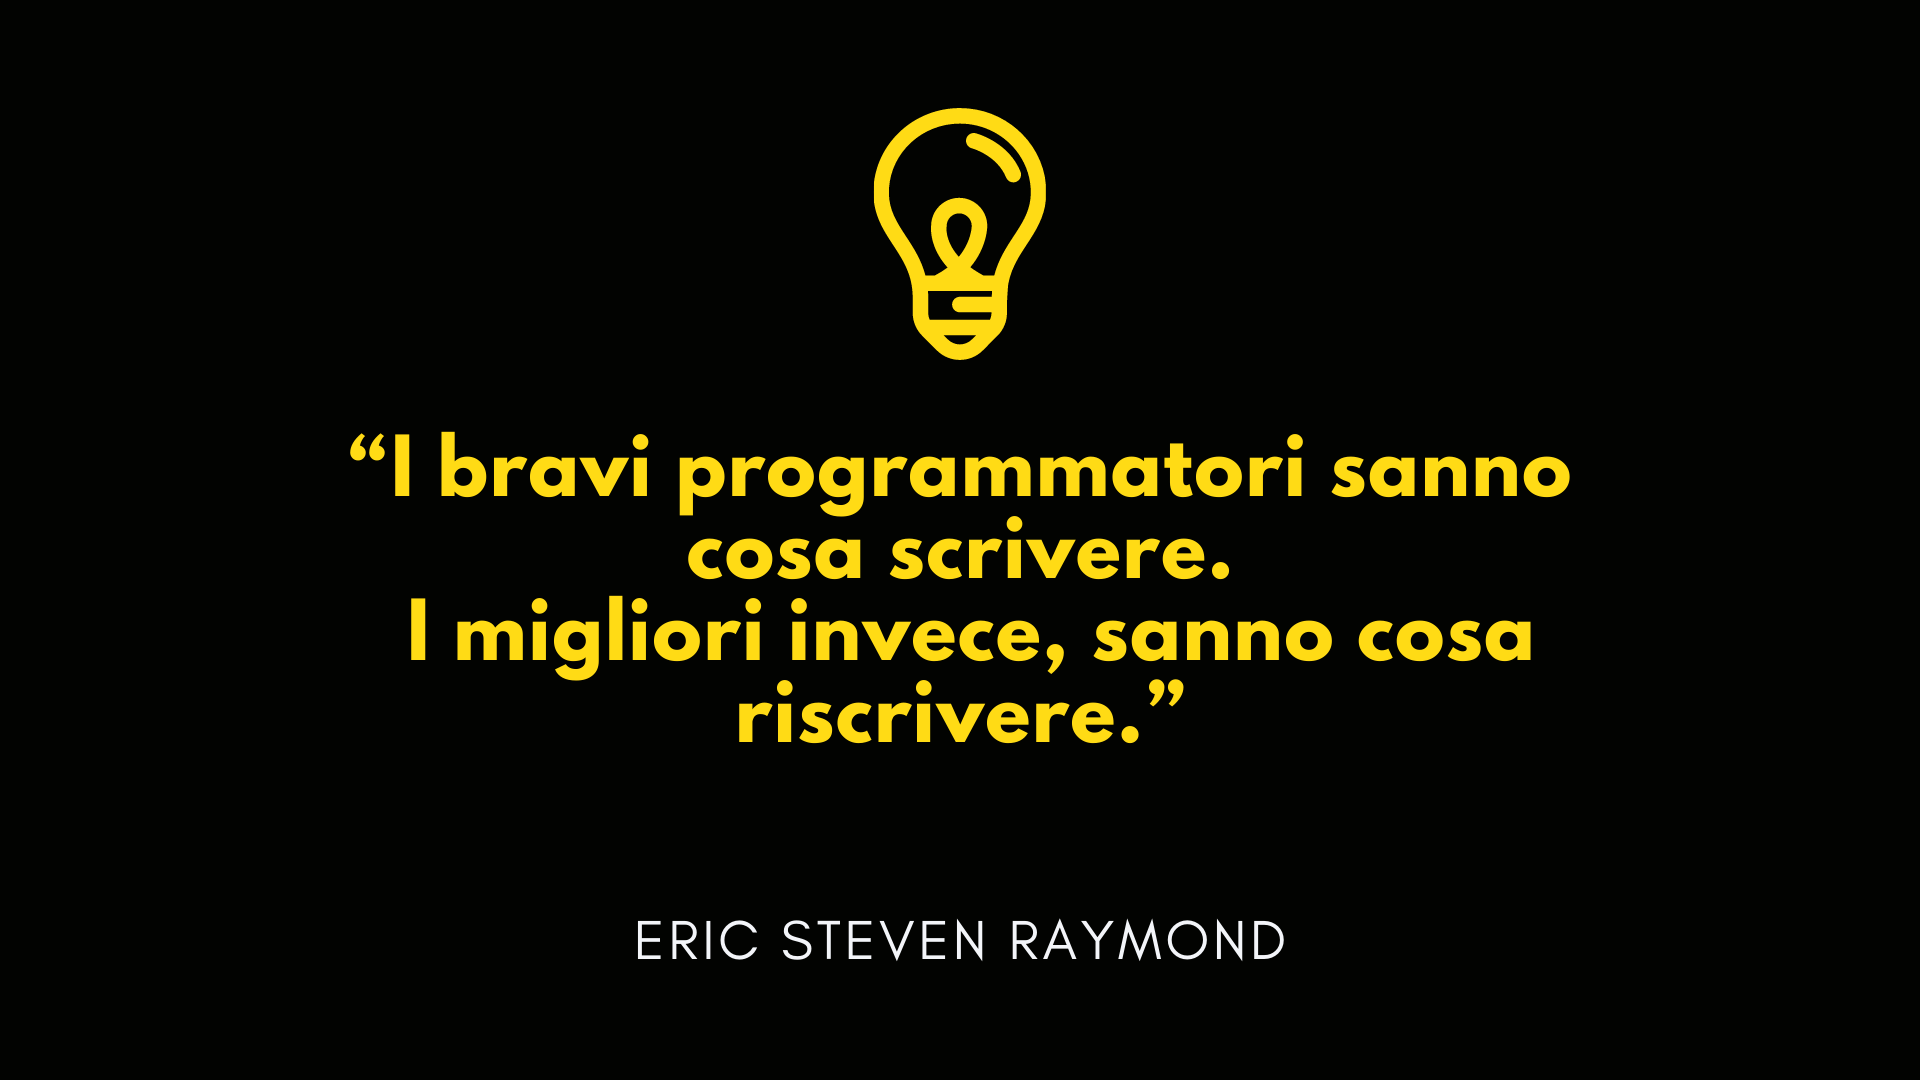 “I bravi programmatori sanno
cosa scrivere.
I migliori invece, sanno cosa
riscrivere.”
ERIC STEVEN RAYMOND